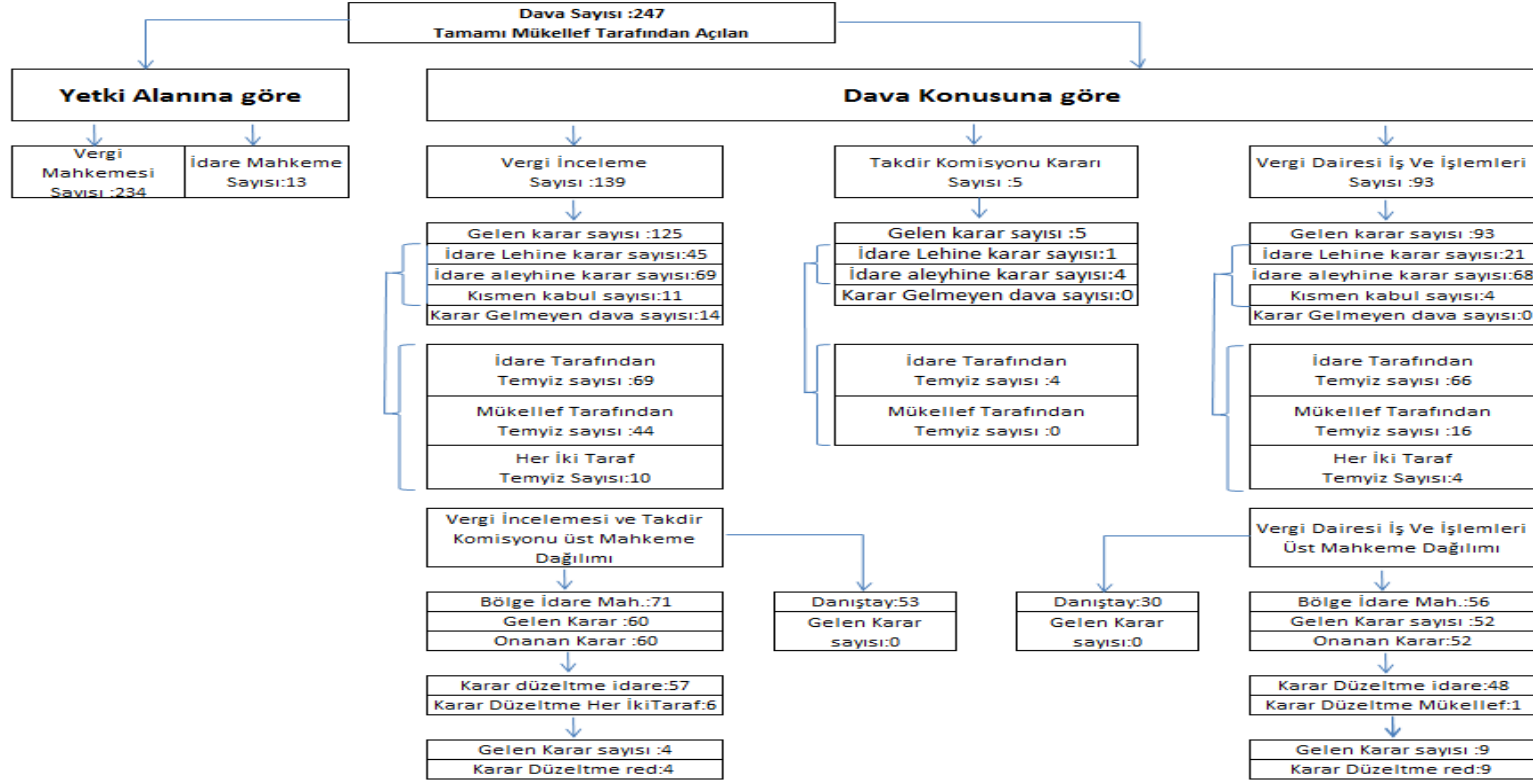 Dava Sayısı :247
Tamamı Mükellef Tarafından Açılan
Yetki Alanına göre
Vergi
Mahkemesi
Sayısı :234
İdare Mahkeme
Sayısı:13
Dava Konusuna göre
Vergi İnceleme
Sayısı :139
Takdir Komisyonu Kararı
Sayısı :5
Vergi Dairesi İş Ve İşlemleri
Sayısı :93
Gelen karar sayısı :125
İdare Lehine karar sayısı:45
İdare aleyhine karar sayısı:69
Kısmen kabul sayısı:11
Karar Gelmeyen dava sayısı:14
Gelen karar sayısı :5
İdare Lehine karar sayısı:1
İdare aleyhine karar sayısı:4
Karar Gelmeyen dava sayısı:0
Gelen karar sayısı :93
İdare Lehine karar sayısı:21
İdare aleyhine karar sayısı:68
Kısmen kabul sayısı:4
Karar Gelmeyen dava sayısı:0
İdare Tarafından
Temyiz sayısı :69
Mükellef Tarafından
Temyiz sayısı :44
Her İki Taraf
Temyiz Sayısı:10
İdare Tarafından
Temyiz sayısı :4
Mükellef Tarafından
Temyiz sayısı :0
İdare Tarafından
Temyiz sayısı :66
Mükellef Tarafından
Temyiz sayısı :16
Her İki Taraf
Temyiz Sayısı:4
Vergi İncelemesi ve Takdir
Komisyonu üst Mahkeme
Dağılımı
Vergi Dairesi İş Ve İşlemleri
Üst Mahkeme Dağılımı
Bölge İdare Mah.:71
Gelen Karar :60
Onanan Karar :60
Danıştay:53
Gelen Karar
sayısı:0
Danıştay:30
Gelen Karar
sayısı:0
Bölge İdare Mah.:56
Gelen Karar sayısı :52
Onanan Karar:52
Karar düzeltme idare:57
Karar Düzeltme Her İkiTaraf:6
Karar Düzeltme idare:48
Karar Düzeltme Mükellef:1
Gelen Karar sayısı :4
Karar Düzeltme red:4
Gelen Karar sayısı :9
Karar Düzeltme red:9